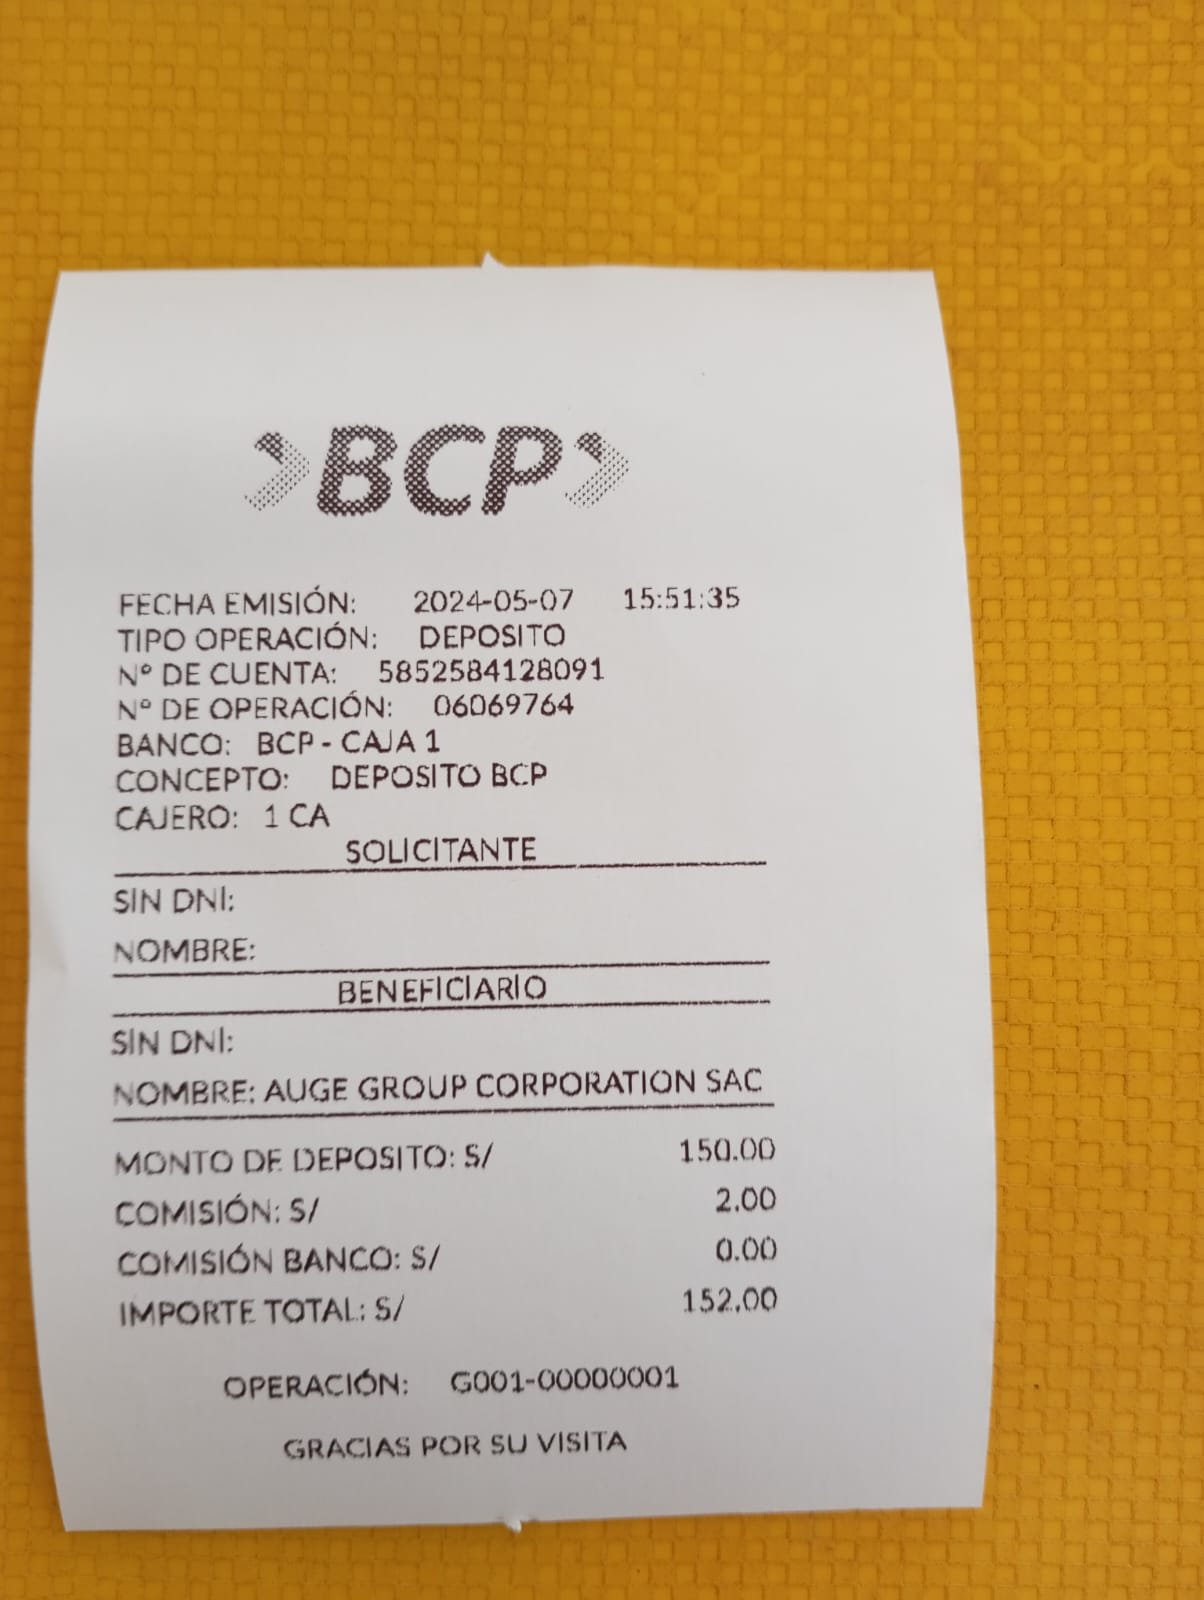 BCP
FECHA EMISIÓN: 2024-05-07 15:51:35
TIPO OPERACIÓN: DEPOSITO
Nº DE CUENTA: 5852584128091
Nº DE OPERACIÓN: 06069764
BANCO: BCP - CAJA 1
CONCEPTO: DEPOSITO BCP
CAJERO: 1 CA
SOLICITANTE
SIN DNI:
NOMBRE:
BENEFICIARIO
SIN DNI:
NOMBRE: AUGE GROUP CORPORATION SAC
MONTO DE DEPOSITO: S/ 150.00
COMISIÓN: S/ 2.00
COMISIÓN BANCO: S/ 0.00
IMPORTE TOTAL: S/ 152.00
OPERACIÓN: G001-00000001
GRACIAS POR SU VISITA